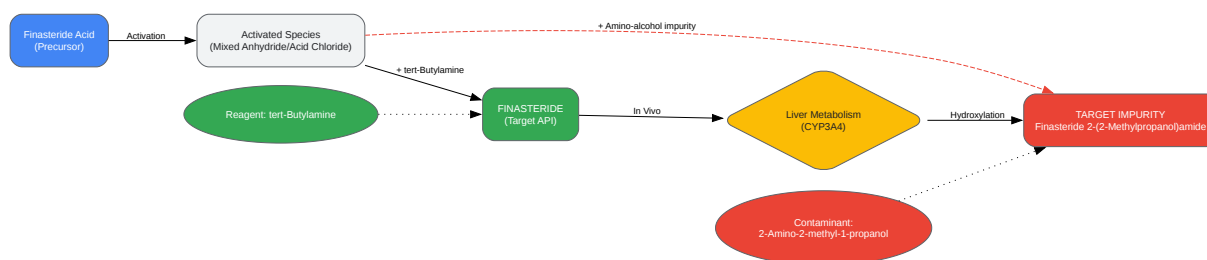 Finasteride Acid
(Precursor)
Activation
Activated Species
(Mixed Anhydride/Acid Chloride)
+ Amino-alcohol impurity
+ tert-Butylamine
Reagent: tert-Butylamine
FINASTERIDE
(Target API)
In Vivo
Liver Metabolism
(CYP3A4)
Hydroxylation
TARGET IMPURITY
Finasteride 2-(2-Methylpropanol)amide
Contaminant:
2-Amino-2-methyl-1-propanol